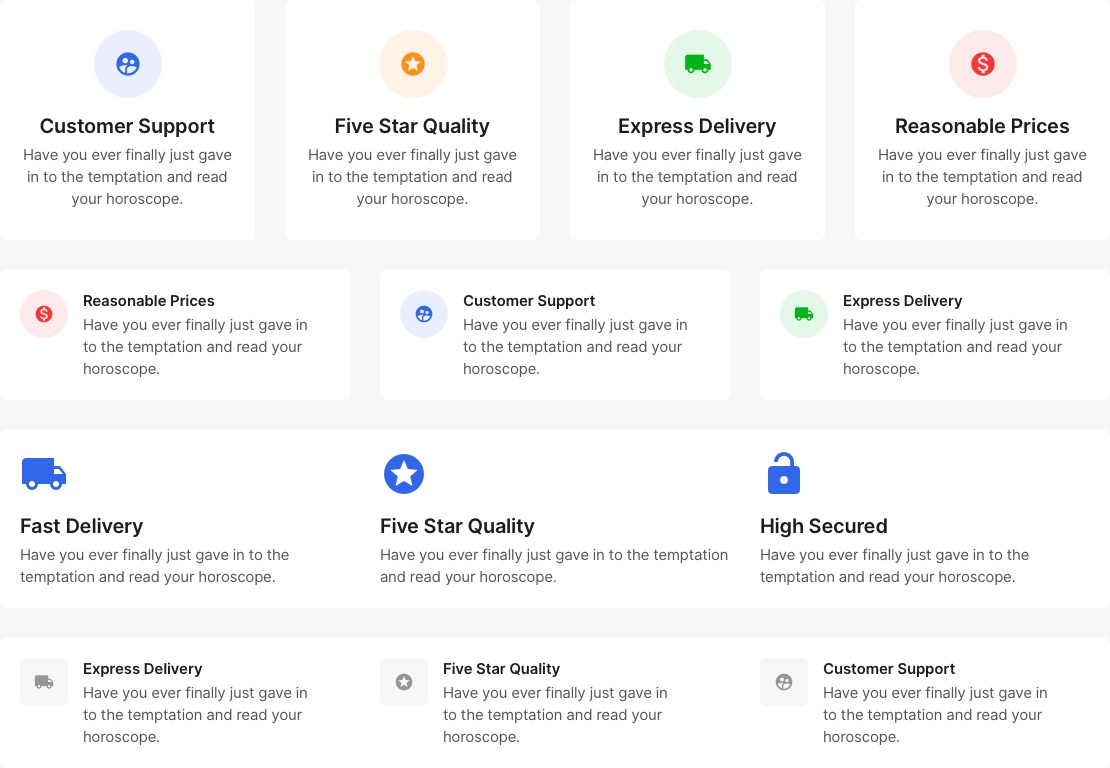 Customer Support
Have you ever finally just gave
in to the temptation and read
your horoscope.
Five Star Quality
Have you ever finally just gave
in to the temptation and read
your horoscope.
Express Delivery
Have you ever finally just gave
in to the temptation and read
your horoscope.
Reasonable Prices
Have you ever finally just gave
in to the temptation and read
your horoscope.
Reasonable Prices
Have you ever finally just gave in
to the temptation and read your
horoscope.
Customer Support
Have you ever finally just gave in
to the temptation and read your
horoscope.
Express Delivery
Have you ever finally just gave in
to the temptation and read your
horoscope.
Fast Delivery
Have you ever finally just gave in to the
temptation and read your horoscope.
Five Star Quality
Have you ever finally just gave in to the temptation
and read your horoscope.
High Secured
Have you ever finally just gave in to the
temptation and read your horoscope.
Express Delivery
Have you ever finally just gave in
to the temptation and read your
horoscope.
Five Star Quality
Have you ever finally just gave in
to the temptation and read your
horoscope.
Customer Support
Have you ever finally just gave in
to the temptation and read your
horoscope.